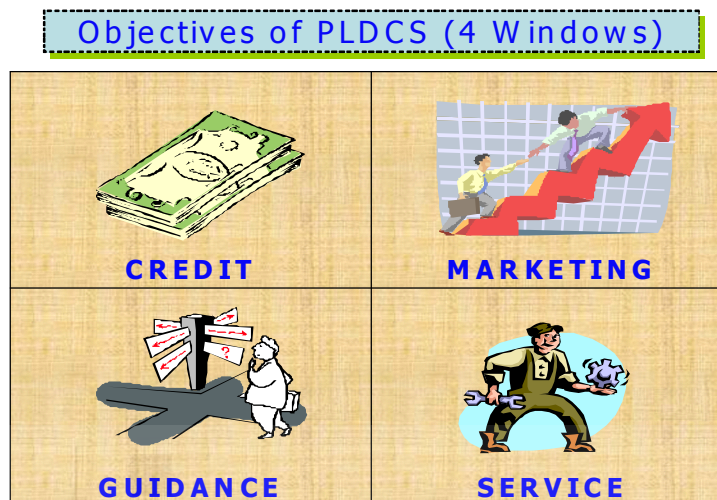 Objectives of PLDCS (4 Windows)
CREDIT
MARKETING
?
GUIDANCE
SERVICE